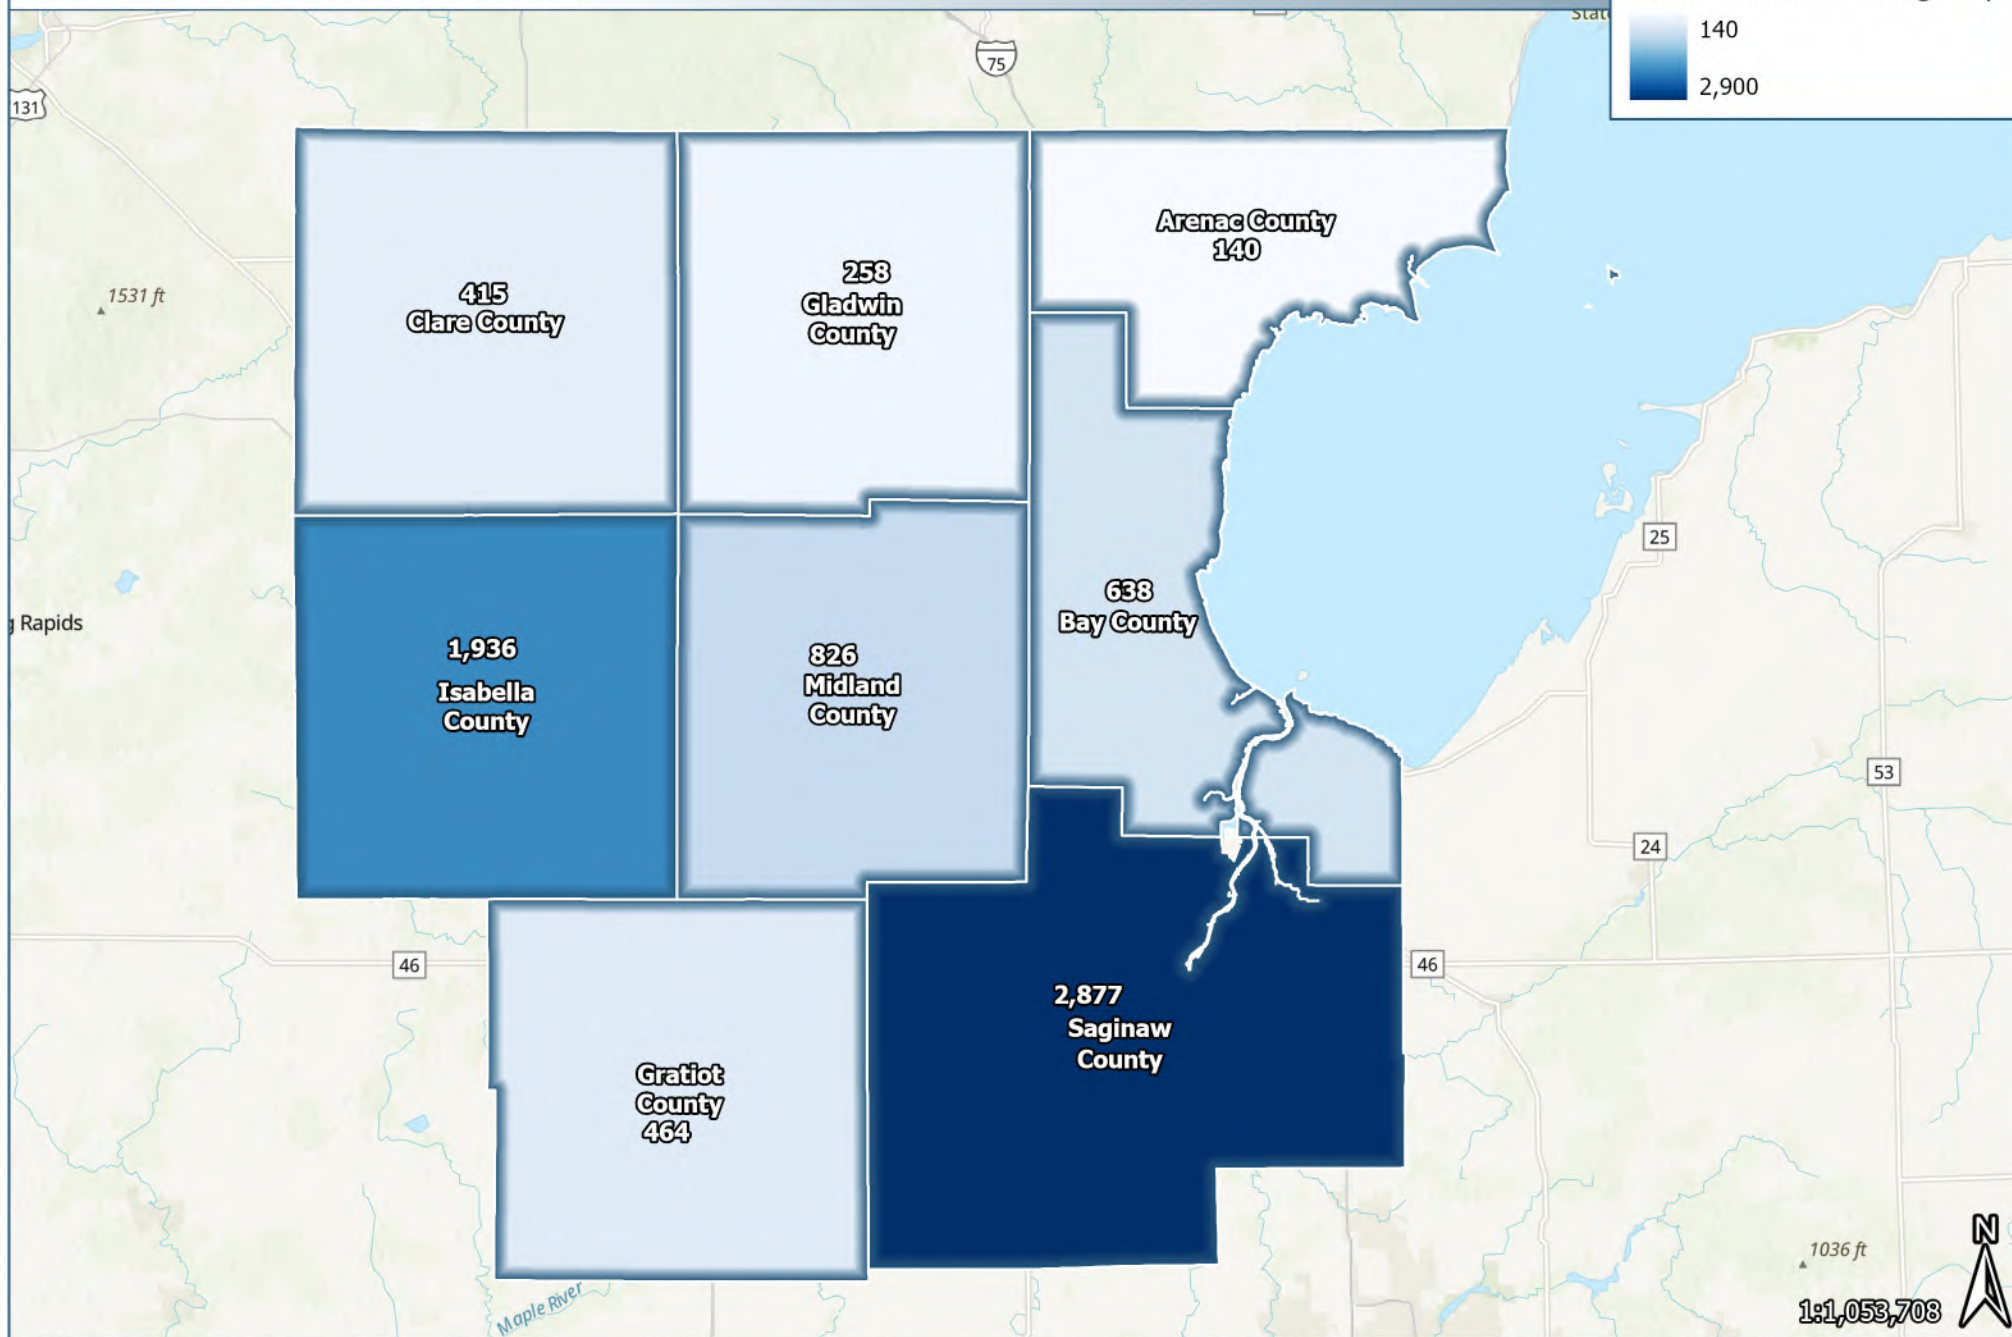 140
2,900
75
131
Arenac County
140
415
Clare County
258
Gladwin
County
1531 ft
25
638
Bay County
Rapids
1,936
Isabella
County
826
Midland
County
53
24
46
46
2,877
Saginaw
County
Gratiot
County
464
Maple River
1036 ft
N
1:1,053,708